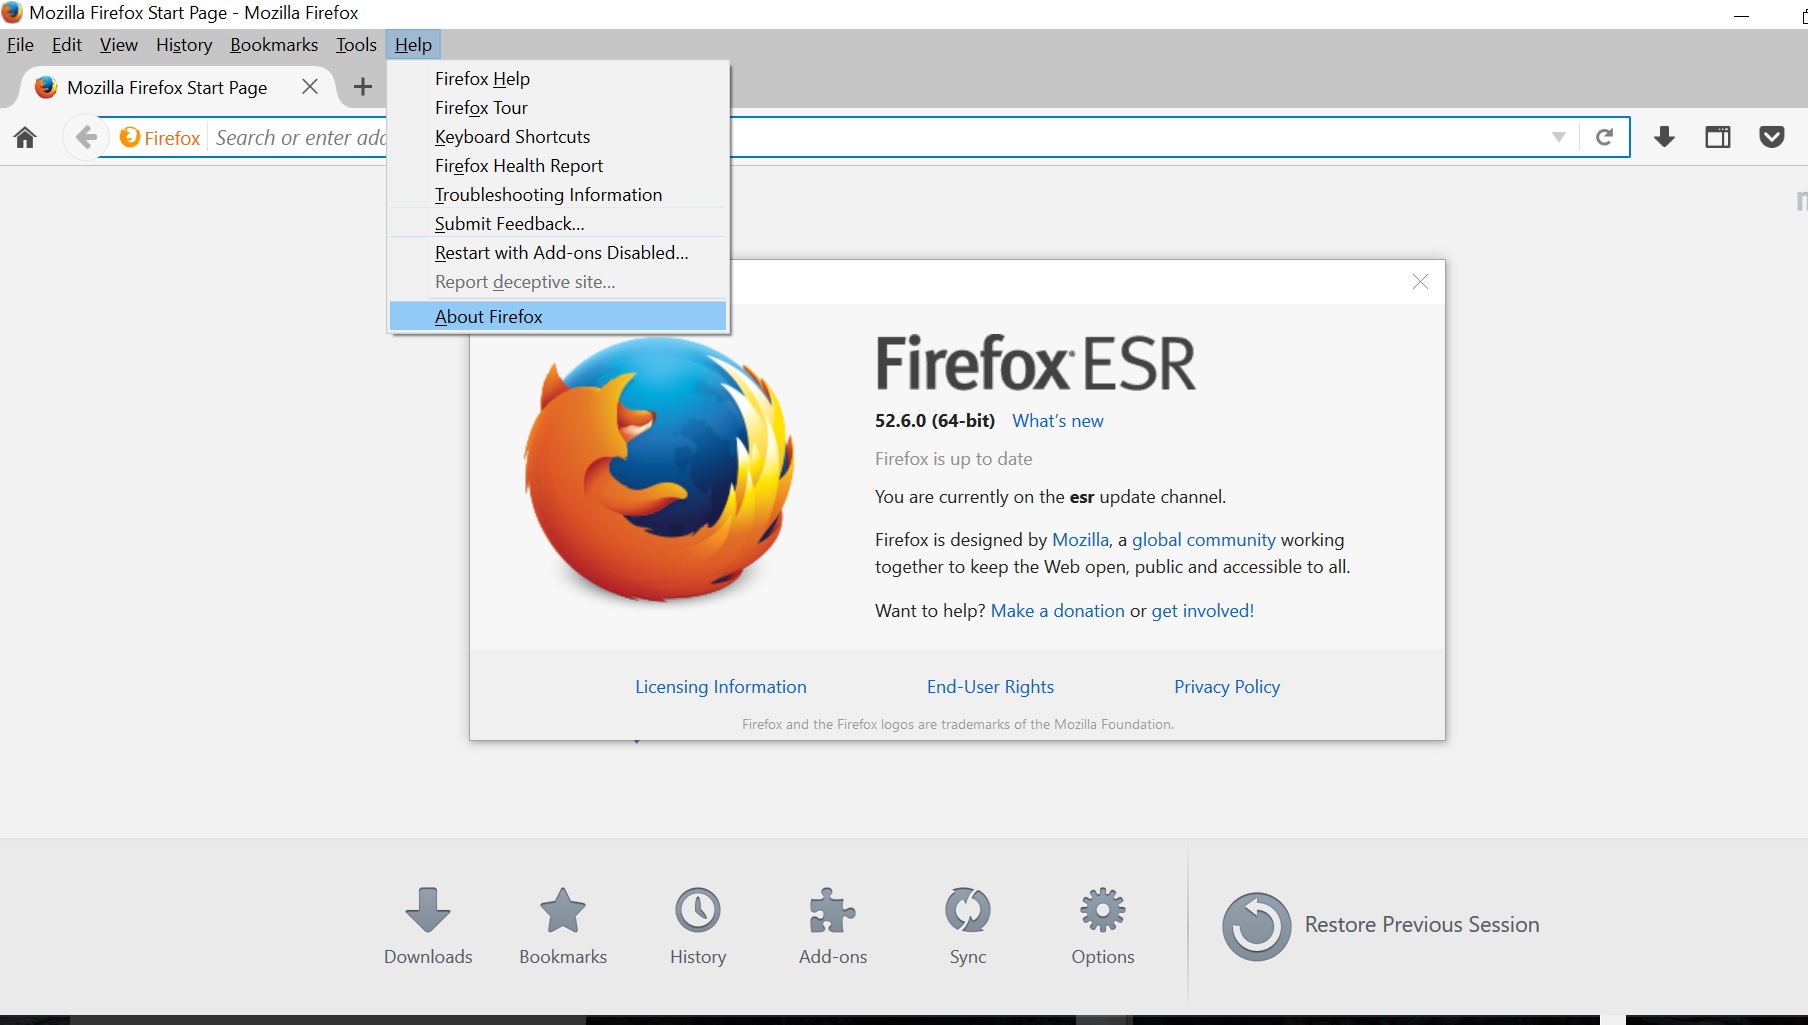 Mozilla Firefox Start Page - Mozilla Firefox
File Edit View History Bookmarks Tools Help
Mozilla Firefox Start Page
Firefox Search or enter
Firefox Help
Firefox Tour
Keyboard Shortcuts
Firefox Health Report
Troubleshooting Information
Submit Feedback...
Restart with Add-ons Disabled...
Report deceptive site...
About Firefox
Firefox ESR
52.6.0 (64-bit) What's new
Firefox is up to date
You are currently on the esr update channel.
Firefox is designed by Mozilla, a global community working
together to keep the Web open, public and accessible to all.
Want to help? Make a donation or get involved!
Licensing Information End-User Rights Privacy Policy
Firefox and the Firefox logos are trademarks of the Mozilla Foundation.
Downloads Bookmarks History Add-ons Sync Options Restore Previous Session